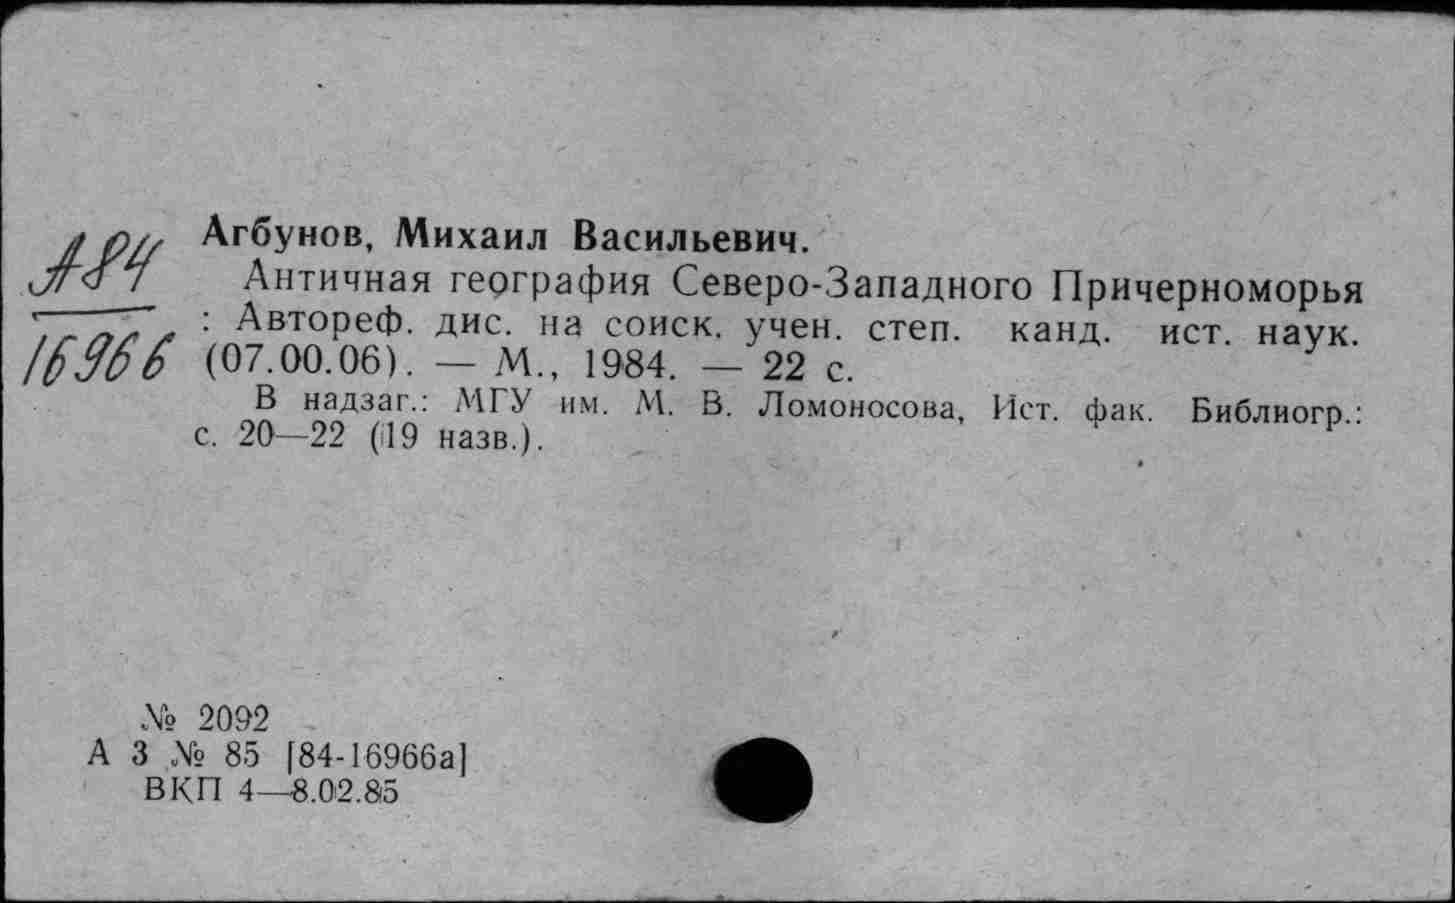 Агбунов, Михаил Васильевич.
Античная география Северо-Западного Причерноморья
: Автореф. дис. на соиск. учен. степ. канд. ист. наук.
(07.00.06). — М., 1984. — 22 с.
В надзаг.: МГУ им. М. В. Ломоносова, Ист. фак. Библиогр.:
с. 20—22 (19 назв.).
16966
№ 2092
А З № 85 [84-16966а]
ВКП 4—8.02.85